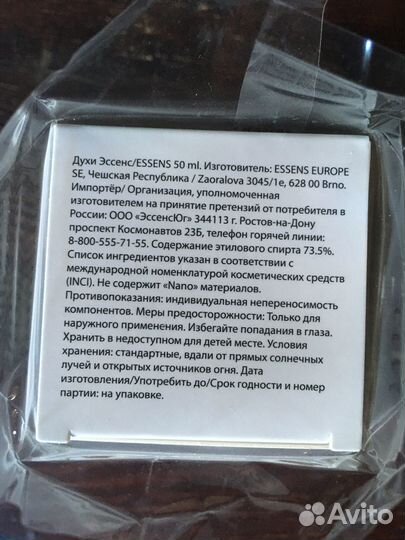 Духи Эссенс/ESSENS 50 ml. Изготовитель: ESSENS EUROPE
SE, Чешская Республика / Zaoralova 3045/1e, 628 00 Brno.
Импортёр/ Организация, уполномоченная
изготовителем на принятие претензий от потребителя в
России: ООО «ЭссенсЮг» 344113 г. Ростов-на-Дону
проспект Космонавтов 23Б, телефон горячей линии:
8-800-555-71-55. Содержание этилового спирта 73.5%.
Список ингредиентов указан в соответствии с
международной номенклатурой косметических средств
(INCI). Не содержит «Nano» материалов.
Противопоказания: индивидуальная непереносимость
компонентов. Меры предосторожности: Только для
наружного применения. Избегайте попадания в глаза.
Хранить в недоступном для детей месте. Условия
хранения: стандартные, вдали от прямых солнечных
лучей и открытых источников огня. Дата
изготовления/Употребить до/Срок годности и номер
партии: на упаковке.
Avito